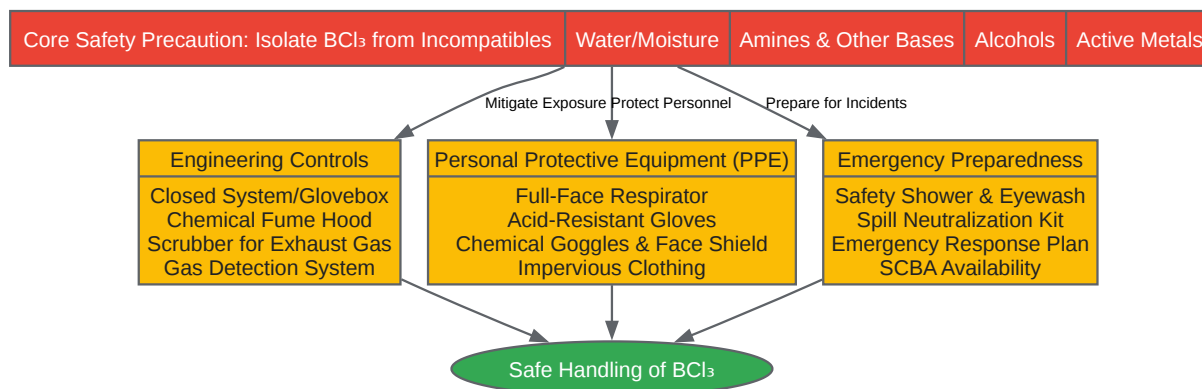 Core Safety Precaution: Isolate BCl₃ from Incompatibles
Water/Moisture
Amines & Other Bases
Alcohols
Active Metals
Mitigate Exposure
Protect Personnel
Prepare for Incidents
Engineering Controls
Closed System/Glovebox
Chemical Fume Hood
Scrubber for Exhaust Gas
Gas Detection System
Personal Protective Equipment (PPE)
Full-Face Respirator
Acid-Resistant Gloves
Chemical Goggles & Face Shield
Impervious Clothing
Emergency Preparedness
Safety Shower & Eyewash
Spill Neutralization Kit
Emergency Response Plan
SCBA Availability
Safe Handling of BCl₃